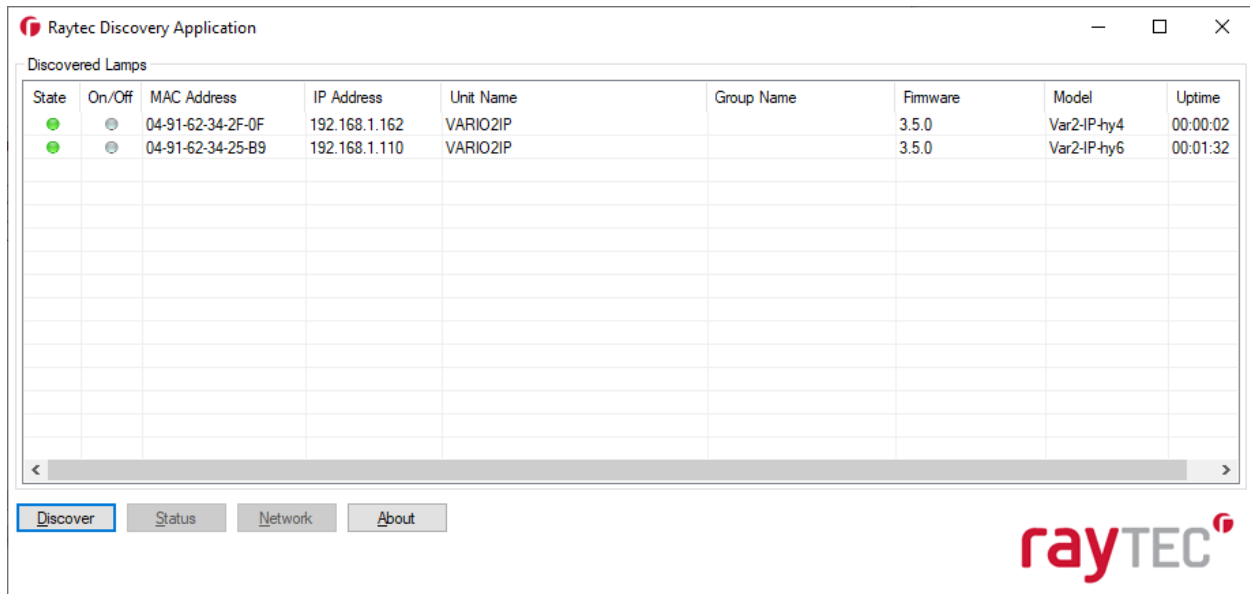 Raytec Discovery Application
Discovered Lamps
State On/Off MAC Address IP Address Unit Name Group Name Firmware Model Uptime
04-91-62-34-2F-0F 192.168.1.162 VARIO2IP 3.5.0 Var2-IP-hy4 00:00:02
04-91-62-34-25-B9 192.168.1.110 VARIO2IP 3.5.0 Var2-IP-hy6 00:01:32
Discover Status Network About
rayTEC